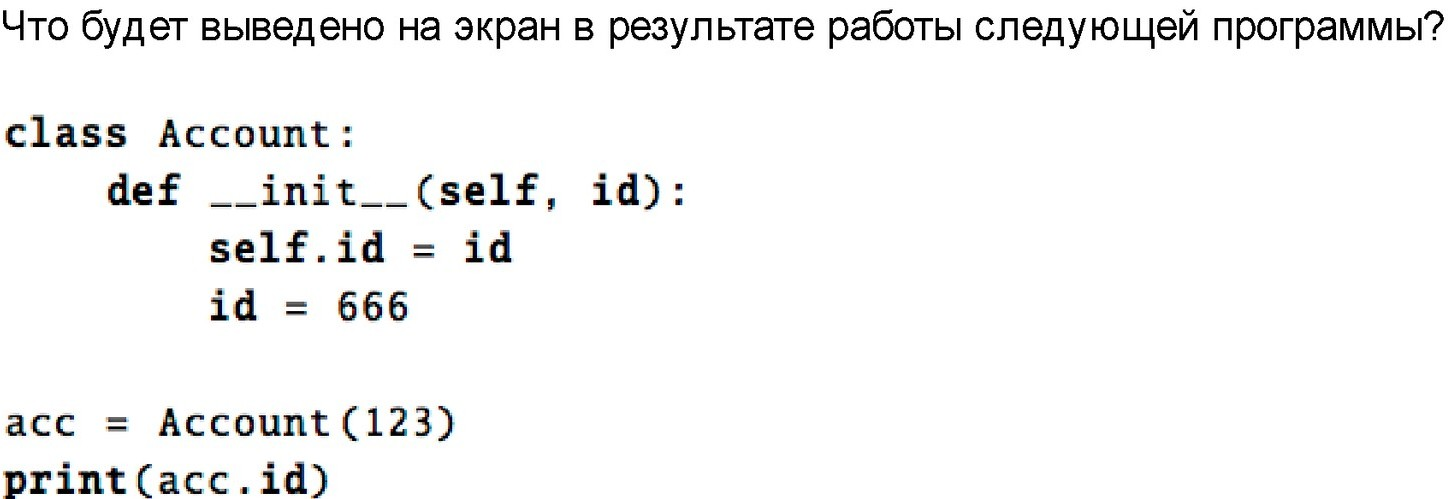 Что будет выведено на экран в результате работы следующей программы?
class Account:
    def __init__(self, id):
        self.id = id
        id = 666
acc = Account(123)
print(acc.id)